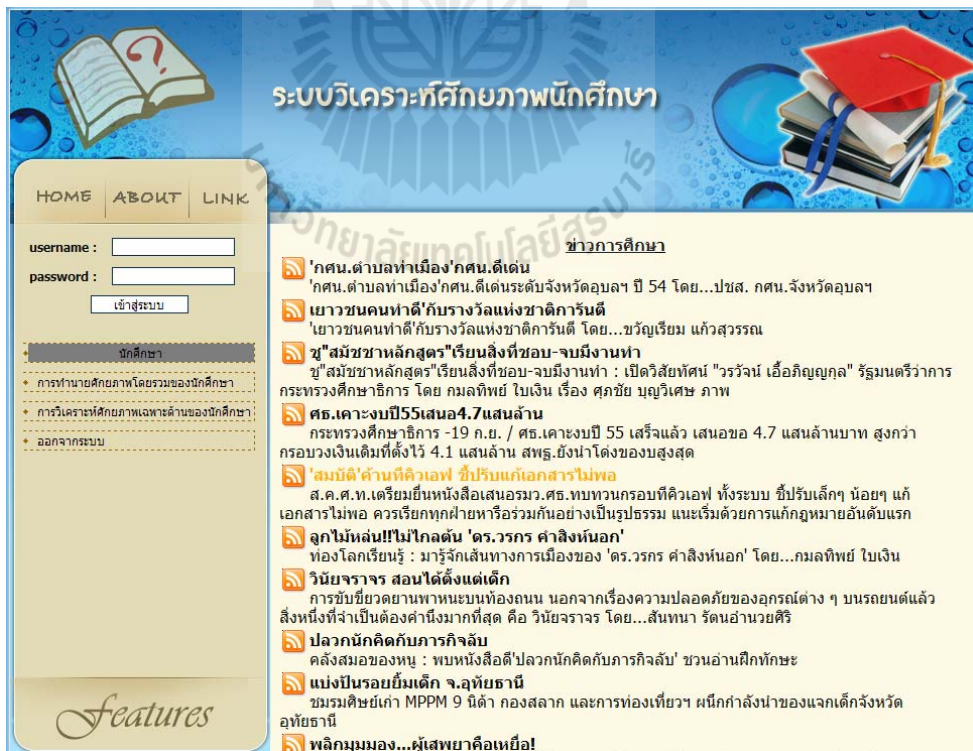 ระบบวิเคราะห์ศักยภาพนักศึกษา
HOME ABOUT LINK
username :
password :
เข้าสู่ระบบ
นักศึกษา
การทำนายศักยภาพโดยรวมของนักศึกษา
การวิเคราะห์ศักยภาพเฉพาะด้านของนักศึกษา
ออกจากระบบ
Features
มหาวิทยาลัยเทคโนโลยีสุรนารี
ข่าวการศึกษา
'กศน.ตำบลท่าเมือง'กศน.ดีเด่น
'กศน.ตำบลท่าเมือง'กศน.ดีเด่นระดับจังหวัดอุบลฯ ปี 54 โดย...ปชส. กศน.จังหวัดอุบลฯ
เยาวชนคนทำดี'กับรางวัลแห่งชาติการันตี
'เยาวชนคนทำดี'กับรางวัลแห่งชาติการันตี โดย...ขวัญเรียม แก้วสุวรรณ
ชู"สมัชชาหลักสูตร"เรียนสิ่งที่ชอบ-จบมีงานทำ
ชู"สมัชชาหลักสูตร"เรียนสิ่งที่ชอบ-จบมีงานทำ : เปิดวิสัยทัศน์ "วรวัจน์ เอื้อภิญญกุล" รัฐมนตรีว่าการ
กระทรวงศึกษาธิการ โดย กมลทิพย์ ใบเงิน เรื่อง ศุภชัย บุญวิเศษ ภาพ
ศธ.เคาะงบปี55เสนอ4.7แสนล้าน
กระทรวงศึกษาธิการ -19 ก.ย. / ศธ.เคาะงบปี 55 เสร็จแล้ว เสนอขอ 4.7 แสนล้านบาท สูงกว่า
กรอบวงเงินเดิมที่ตั้งไว้ 4.1 แสนล้าน สพฐ.ยังนำโด่งของบสูงสุด
'สมบัติ'ค้านทีคิวเอฟ ชี้ปรับแก้เอกสารไม่พอ
ส.ค.ศ.ท.เตรียมยื่นหนังสือเสนอรมว.ศธ.ทบทวนกรอบทีคิวเอฟ ทั้งระบบ ชี้ปรับเล็กๆ น้อยๆ แก้
เอกสารไม่พอ ควรเรียกทุกฝ่ายหารือร่วมกันอย่างเป็นรูปธรรม แนะเริ่มด้วยการแก้กฎหมายอันดับแรก
ลูกไม้หล่น!!ไม่ไกลต้น 'ดร.วรกร คำสิงห์นอก'
ท่องโลกเรียนรู้ : มารู้จักเส้นทางการเมืองของ 'ดร.วรกร คำสิงห์นอก' โดย...กมลทิพย์ ใบเงิน
วินัยจราจร สอนได้ตั้งแต่เด็ก
การขับขี่ยวดยานพาหนะบนท้องถนน นอกจากเรื่องความปลอดภัยของอุกรณ์ต่าง ๆ บนรถยนต์แล้ว
สิ่งหนึ่งที่จำเป็นต้องคำนึงมากที่สุด คือ วินัยจราจร โดย...สันทนา รัตนอำนวยศิริ
ปลวกนักคิดกับภารกิจลับ
คลังสมอของหนู : พบหนังสือดี'ปลวกนักคิดกับภารกิจลับ' ชวนอ่านฝึกทักษะ
แบ่งปันรอยยิ้มเด็ก จ.อุทัยธานี
ชมรมศิษย์เก่า MPPM 9 นิด้า กองสลาก และการท่องเที่ยวฯ ผนึกกำลังนำของแจกเด็กจังหวัด
อุทัยธานี
พลิกมุมมอง...ผู้เสพยาคือเหยื่อ!